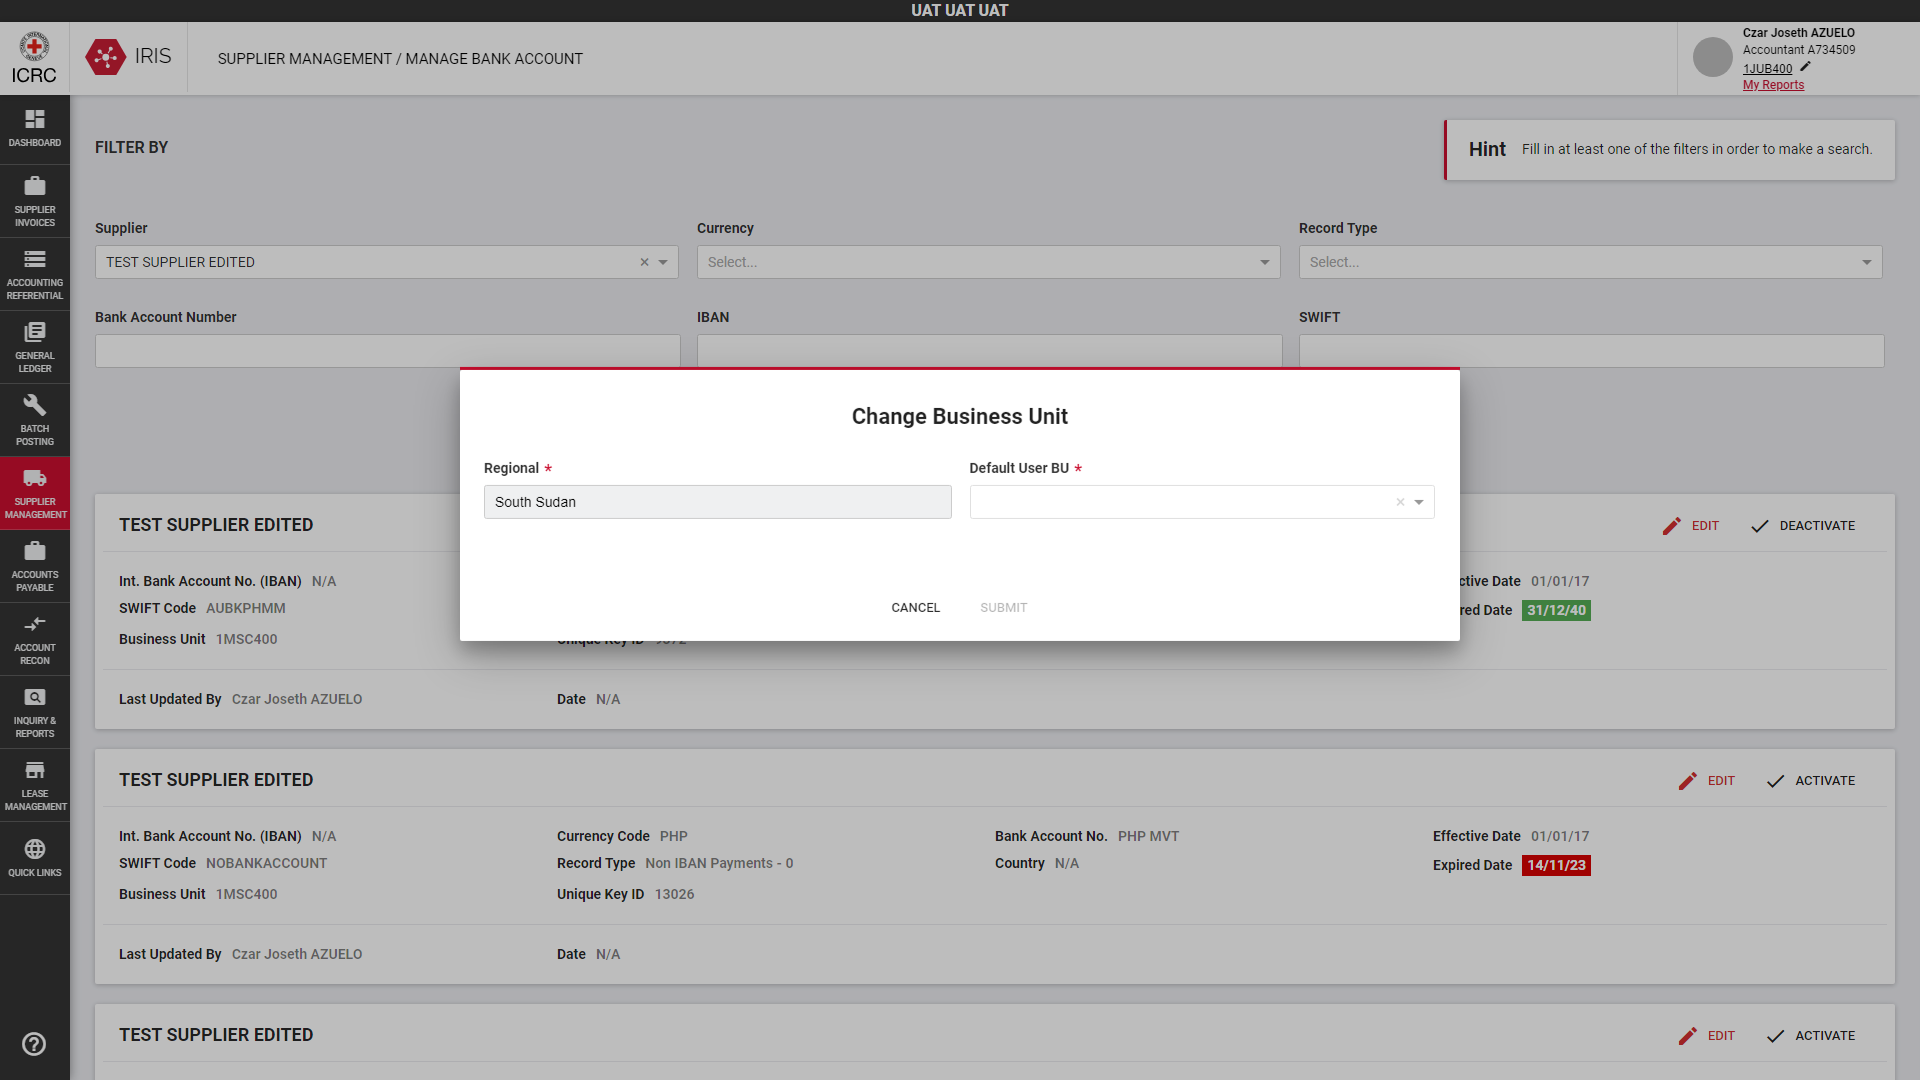 UAT UAT UAT
ICRC
IRIS
SUPPLIER MANAGEMENT / MANAGE BANK ACCOUNT
Czar Joseth AZUELO
Accountant A734509
1JUB400
My Reports
DASHBOARD
SUPPLIER
INVOICES
ACCOUNTING
REFERENTIAL
GENERAL
LEDGER
BATCH
POSTING
SUPPLIER
MANAGEMENT
ACCOUNTS
PAYABLE
ACCOUNT
RECON
INQUIRY &
REPORTS
LEASE
MANAGEMENT
QUICK LINKS
FILTER BY
Hint Fill in at least one of the filters in order to make a search.
Supplier Currency Record Type
TEST SUPPLIER EDITED Select... Select...
Bank Account Number IBAN SWIFT
Change Business Unit
Regional * Default User BU *
South Sudan
CANCEL SUBMIT
TEST SUPPLIER EDITED EDIT DEACTIVATE
Int. Bank Account No. (IBAN) N/A ctive Date 01/01/17
SWIFT Code AUBKPHMM red Date 31/12/40
Business Unit 1MSC400 Unique Key ID
Last Updated By Czar Joseth AZUELO Date N/A
TEST SUPPLIER EDITED EDIT ACTIVATE
Int. Bank Account No. (IBAN) N/A Currency Code PHP Bank Account No. PHP MVT Effective Date 01/01/17
SWIFT Code NOBANKACCOUNT Record Type Non IBAN Payments - 0 Country N/A Expired Date 14/11/23
Business Unit 1MSC400 Unique Key ID 13026
Last Updated By Czar Joseth AZUELO Date N/A
TEST SUPPLIER EDITED EDIT ACTIVATE